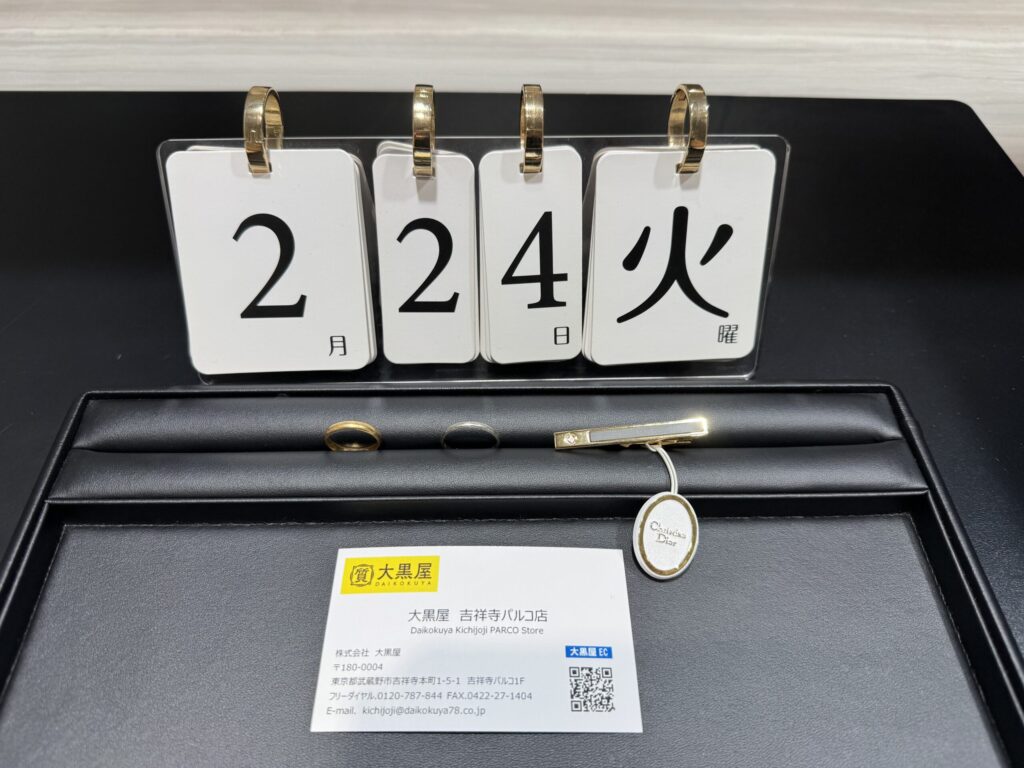 2月
2
4日
火曜
Christian
Dior
質 大黒屋
DAIKOKUYA
大黒屋 吉祥寺パルコ店
Daikokuya Kichijoji PARCO Store
株式会社 大黒屋
〒180-0004
東京都武蔵野市吉祥寺本町1-5-1 吉祥寺パルコ1F
フリーダイヤル.0120-787-844 FAX.0422-27-1404
E-mail. kichijoji@daikokuya78.co.jp
大黒屋 EC